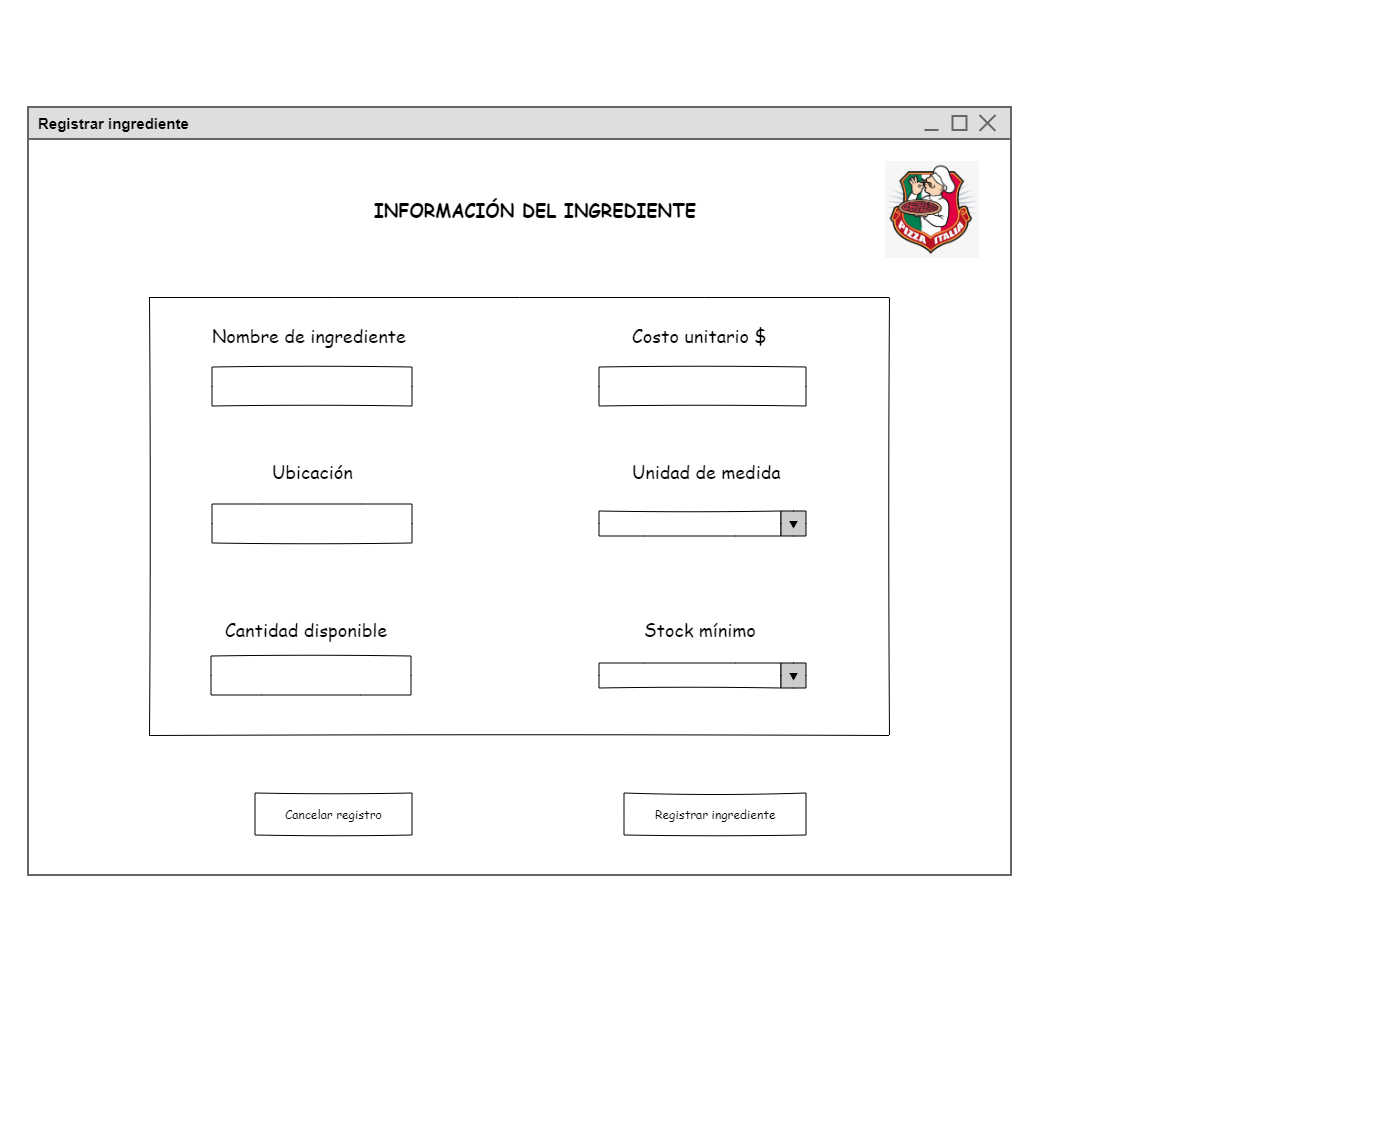 Registrar ingrediente
INFORMACIÓN DEL INGREDIENTE
PIZZA ITALIA
Nombre de ingrediente
Costo unitario $
Ubicación
Unidad de medida
Cantidad disponible
Stock mínimo
Cancelar registro
Registrar ingrediente